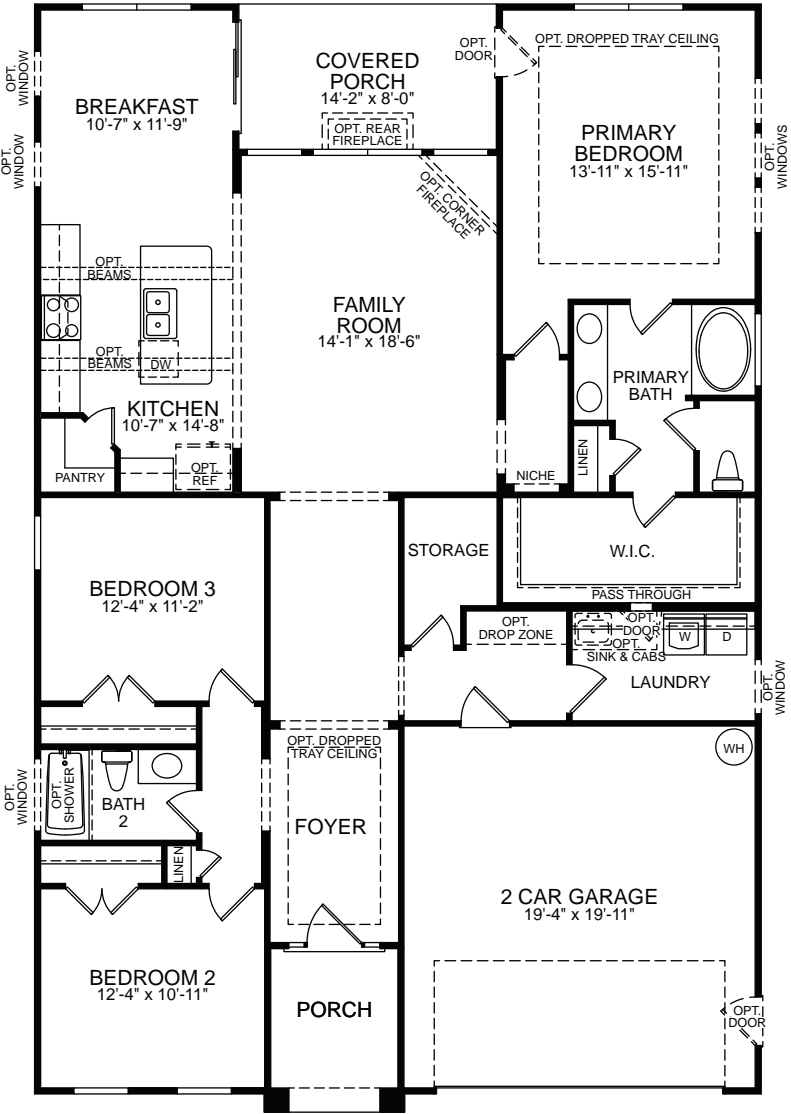 OPT.
WINDOW
BREAKFAST
10'-7" x 11'-9"
OPT.
WINDOW
COVERED
PORCH
14'-2" x 8'-0"
OPT. REAR
FIREPLACE
OPT.
DOOR
OPT. DROPPED TRAY CEILING
PRIMARY
BEDROOM
13'-11" x 15'-11"
OPT.
WINDOWS
OPT. CORNER
FIREPLACE
OPT.
BEAMS
FAMILY
ROOM
14'-1" x 18'-6"
OPT.
BEAMS
DW
KITCHEN
10'-7" x 14'-8"
PANTRY
OPT.
REF
PRIMARY
BATH
LINEN
NICHE
STORAGE
W.I.C.
PASS THROUGH
BEDROOM 3
12'-4" x 11'-2"
OPT.
DROP ZONE
OPT.
DOOR
OPT.
SINK & CABS
W
D
LAUNDRY
OPT.
WINDOW
OPT. DROPPED
TRAY CEILING
WH
OPT.
WINDOW
OPT.
SHOWER
BATH
2
FOYER
LINEN
2 CAR GARAGE
19'-4" x 19'-11"
BEDROOM 2
12'-4" x 10'-11"
PORCH
OPT.
DOOR